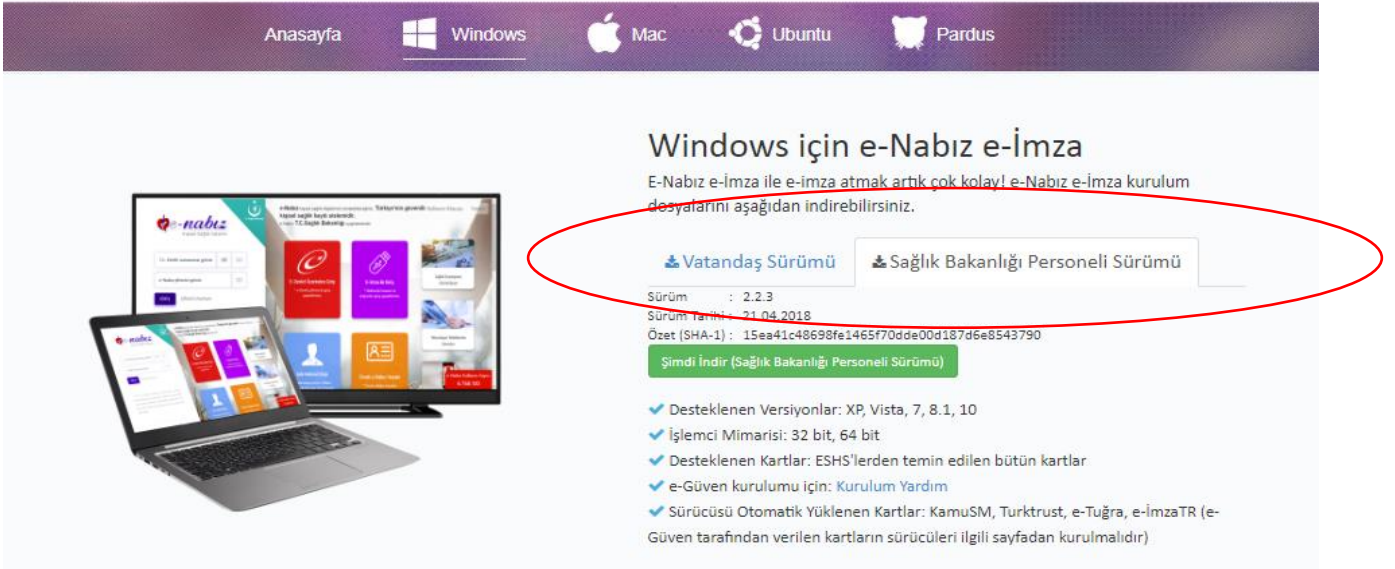 Anasayfa Windows Mac Ubuntu Pardus
Windows için e-Nabız e-İmza
E-Nabız e-İmza ile e-imza atmak artık çok kolay! e-Nabız e-İmza kurulum
dosyalarını aşağıdan indirebilirsiniz.
Vatandaş Sürümü Sağlık Bakanlığı Personeli Sürümü
Sürüm : 2.2.3
Sürüm Tarihi : 21.04.2018
Özet (SHA-1) : 15ea41c48698fe1465f70dde00d187d6e8543790
Şimdi İndir (Sağlık Bakanlığı Personeli Sürümü)
Desteklenen Versiyonlar: XP, Vista, 7, 8.1, 10
İşlemci Mimarisi: 32 bit, 64 bit
Desteklenen Kartlar: ESHS'lerden temin edilen bütün kartlar
e-Güven kurulumu için: Kurulum Yardım
Sürücüsü Otomatik Yüklenen Kartlar: KamuSM, Turktrust, e-Tuğra, e-İmzaTR (e-
Güven tarafından verilen kartların sürücüleri ilgili sayfadan kurulmalıdır)
e-nabız
e-nabız